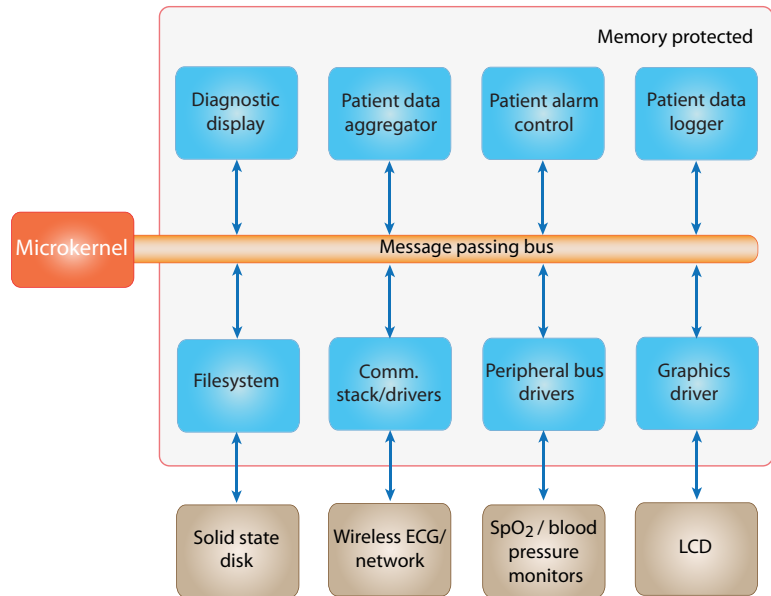 Memory protected
Diagnostic
display
Patient data
aggregator
Patient alarm
control
Patient data
logger
Microkernel
Message passing bus
Filesystem
Comm.
stack/drivers
Peripheral bus
drivers
Graphics
driver
Solid state
disk
Wireless ECG/
network
SpO₂ / blood
pressure
monitors
LCD